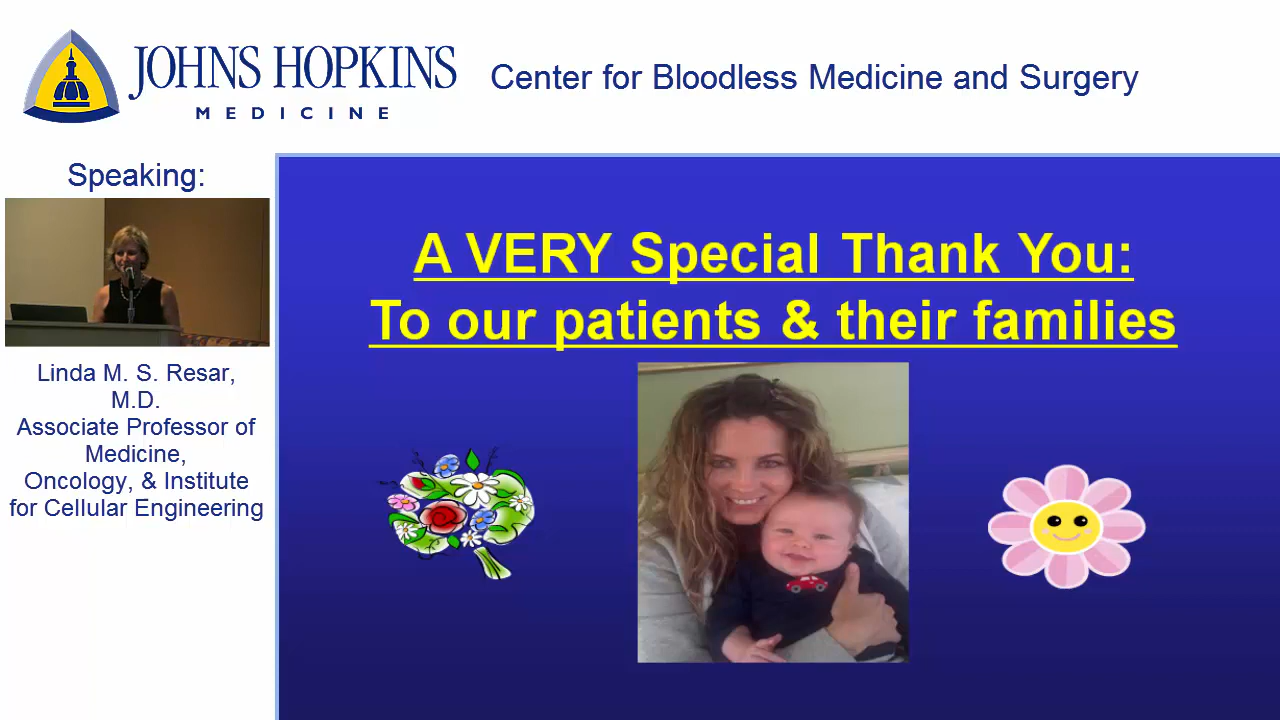 JOHNS HOPKINS
MEDICINE
Center for Bloodless Medicine and Surgery
Speaking:
Linda M. S. Resar,
M.D.
Associate Professor of
Medicine,
Oncology, & Institute
for Cellular Engineering
A VERY Special Thank You:
To our patients & their families